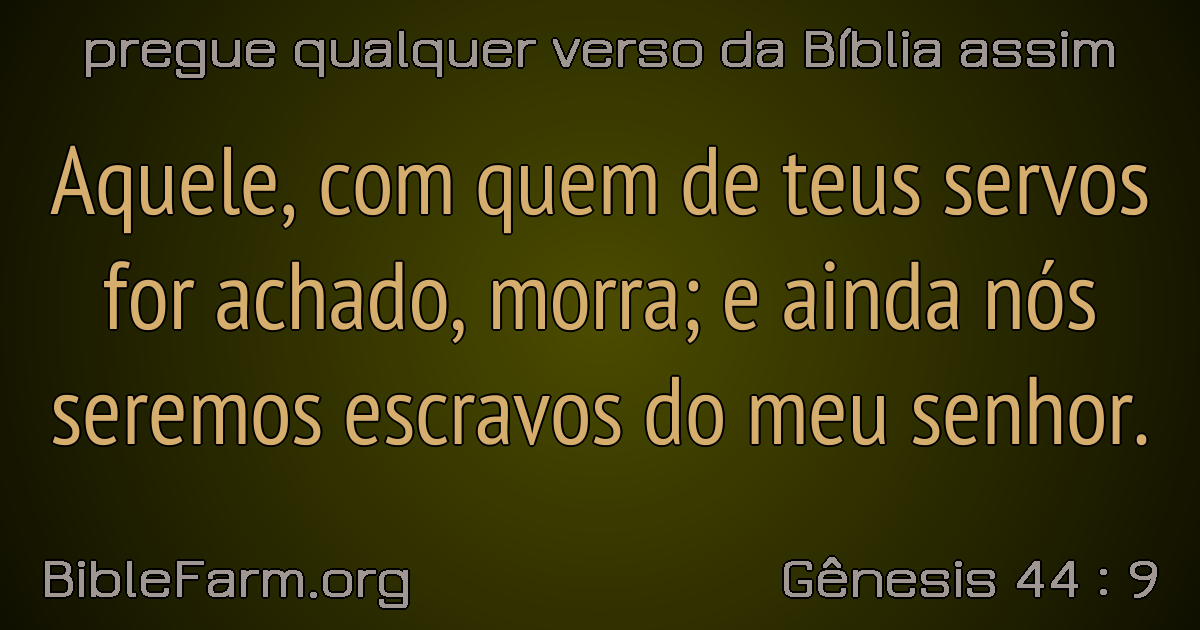 pregue qualquer verso da Bíblia assim
Aquele, com quem de teus servos
for achado, morra; e ainda nós
seremos escravos do meu senhor.
BibleFarm.org
Gênesis 44 : 9